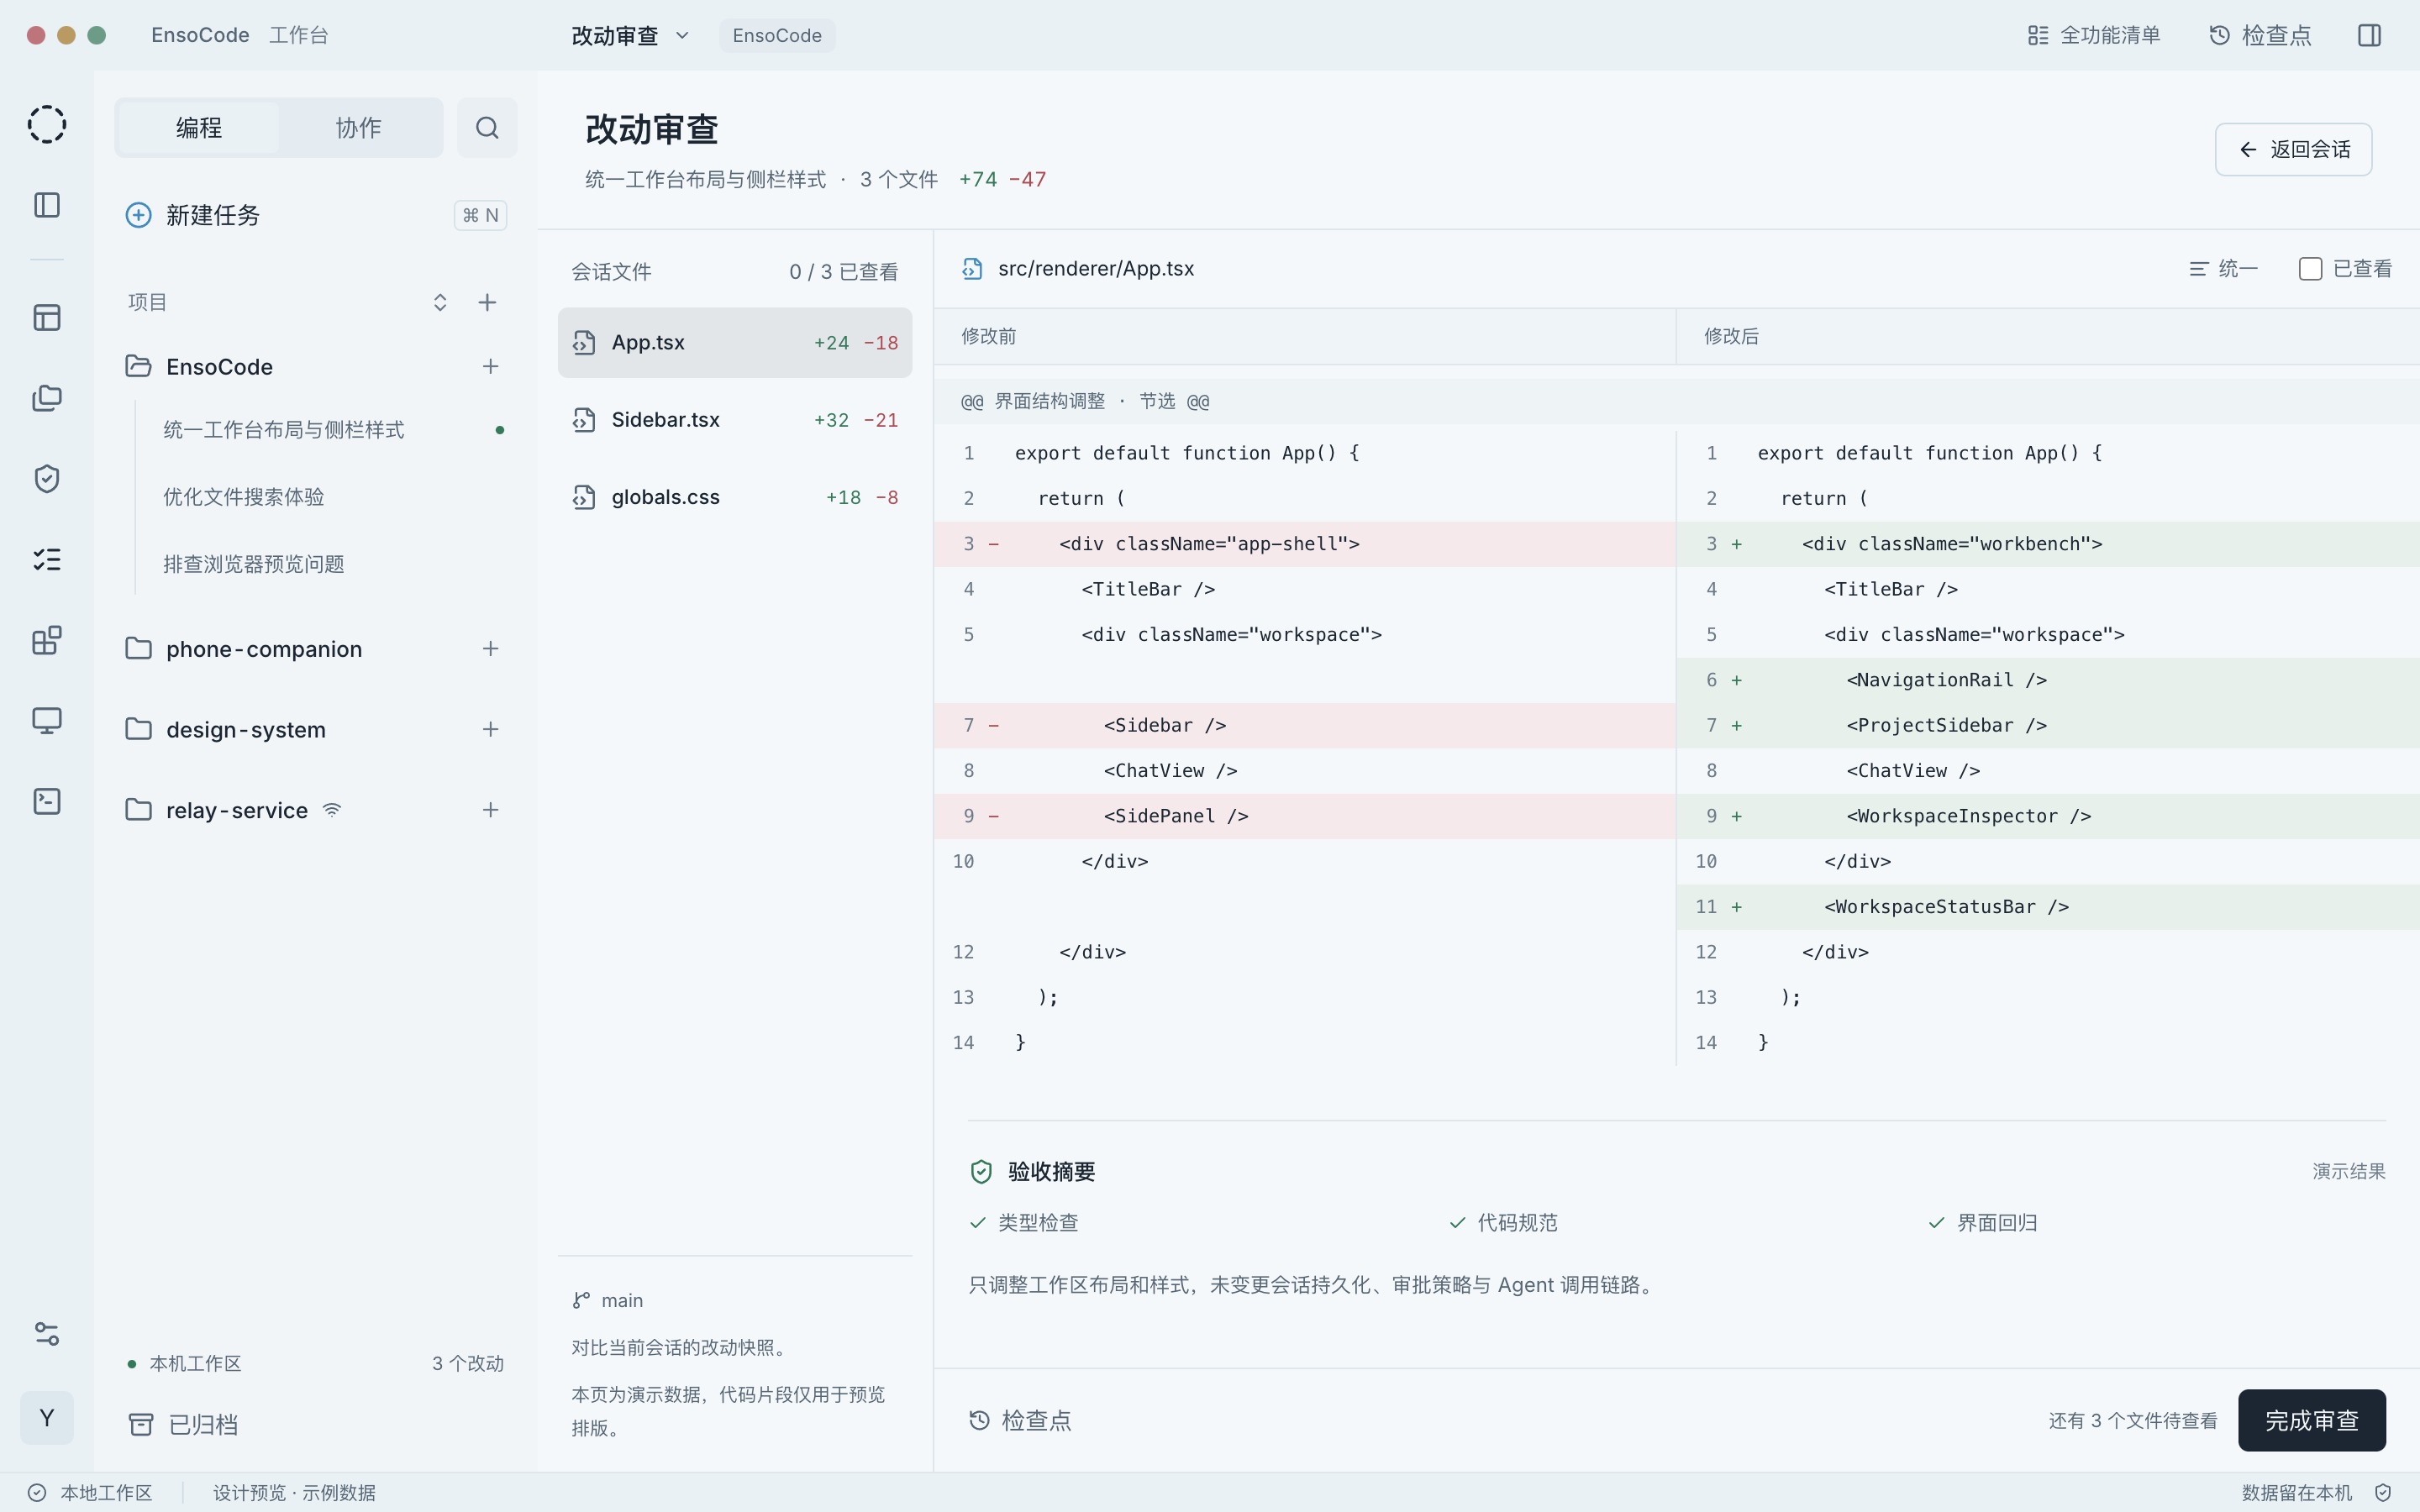 EnsoCode 工作台
改动审查 EnsoCode
全功能清单 检查点
编程 协作
新建任务 ⌘ N
项目
EnsoCode
统一工作台布局与侧栏样式
优化文件搜索体验
排查浏览器预览问题
phone-companion
design-system
relay-service
本机工作区 3 个改动
Y
已归档
改动审查
统一工作台布局与侧栏样式 · 3 个文件 +74 −47
返回会话
会话文件 0 / 3 已查看
App.tsx +24 −18
Sidebar.tsx +32 −21
globals.css +18 −8
main
对比当前会话的改动快照。
本页为演示数据，代码片段仅用于预览
排版。
src/renderer/App.tsx 统一 已查看
修改前
@@ 界面结构调整 · 节选 @@
1 export default function App() {
2 return (
3 − <div className="app-shell">
4 <TitleBar />
5 <div className="workspace">
7 − <Sidebar />
8 <ChatView />
9 − <SidePanel />
10 </div>
12 </div>
13 );
14 }
修改后
1 export default function App() {
2 return (
3 + <div className="workbench">
4 <TitleBar />
5 <div className="workspace">
6 + <NavigationRail />
7 + <ProjectSidebar />
8 <ChatView />
9 + <WorkspaceInspector />
10 </div>
11 + <WorkspaceStatusBar />
12 </div>
13 );
14 }
验收摘要 演示结果
类型检查 代码规范 界面回归
只调整工作区布局和样式，未变更会话持久化、审批策略与 Agent 调用链路。
检查点 还有 3 个文件待查看 完成审查
本地工作区 设计预览 · 示例数据 数据留在本机